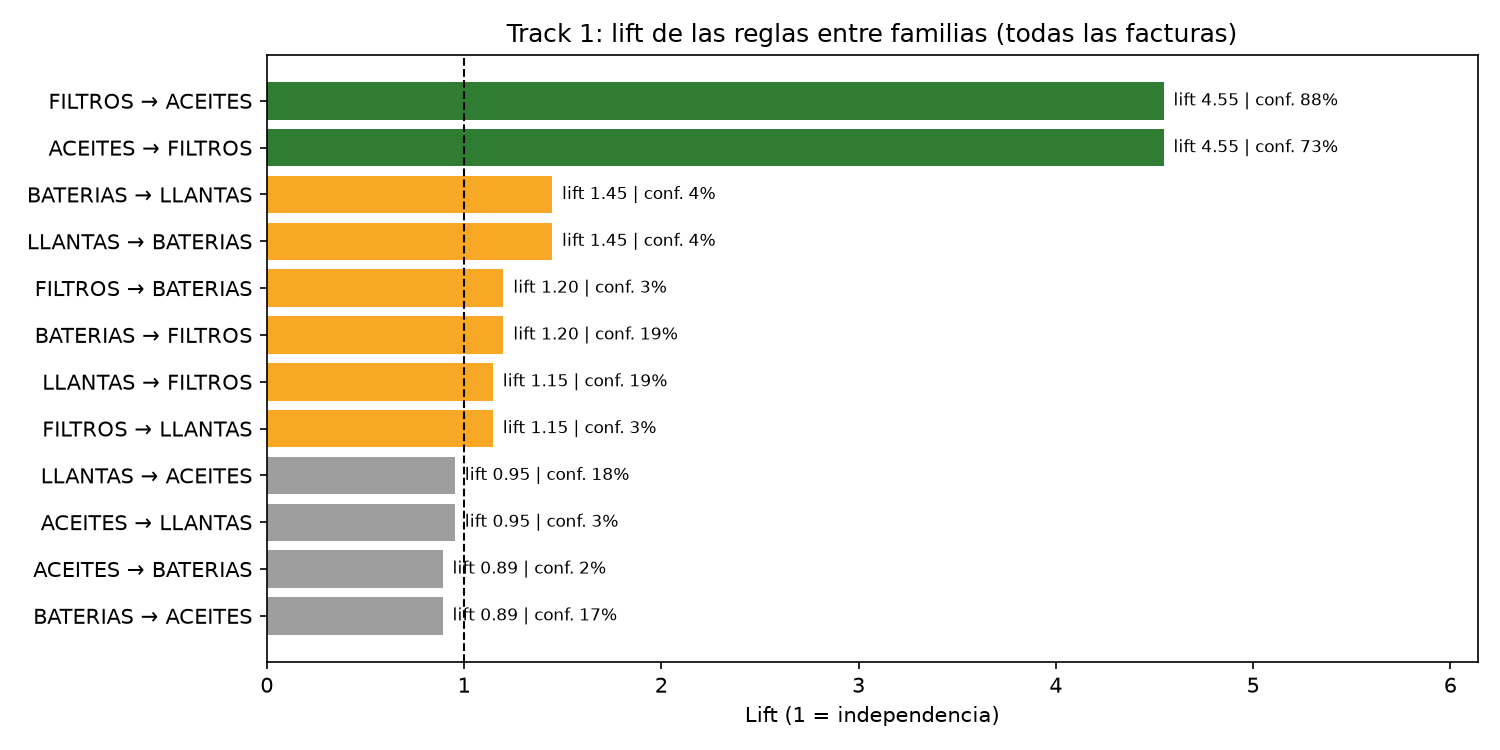 Track 1: lift de las reglas entre familias (todas las facturas)
FILTROS → ACEITES lift 4.55 | conf. 88%
ACEITES → FILTROS lift 4.55 | conf. 73%
BATERIAS → LLANTAS lift 1.45 | conf. 4%
LLANTAS → BATERIAS lift 1.45 | conf. 4%
FILTROS → BATERIAS lift 1.20 | conf. 3%
BATERIAS → FILTROS lift 1.20 | conf. 19%
LLANTAS → FILTROS lift 1.15 | conf. 19%
FILTROS → LLANTAS lift 1.15 | conf. 3%
LLANTAS → ACEITES lift 0.95 | conf. 18%
ACEITES → LLANTAS lift 0.95 | conf. 3%
ACEITES → BATERIAS lift 0.89 | conf. 2%
BATERIAS → ACEITES lift 0.89 | conf. 17%
0 1 2 3 4 5 6
Lift (1 = independencia)